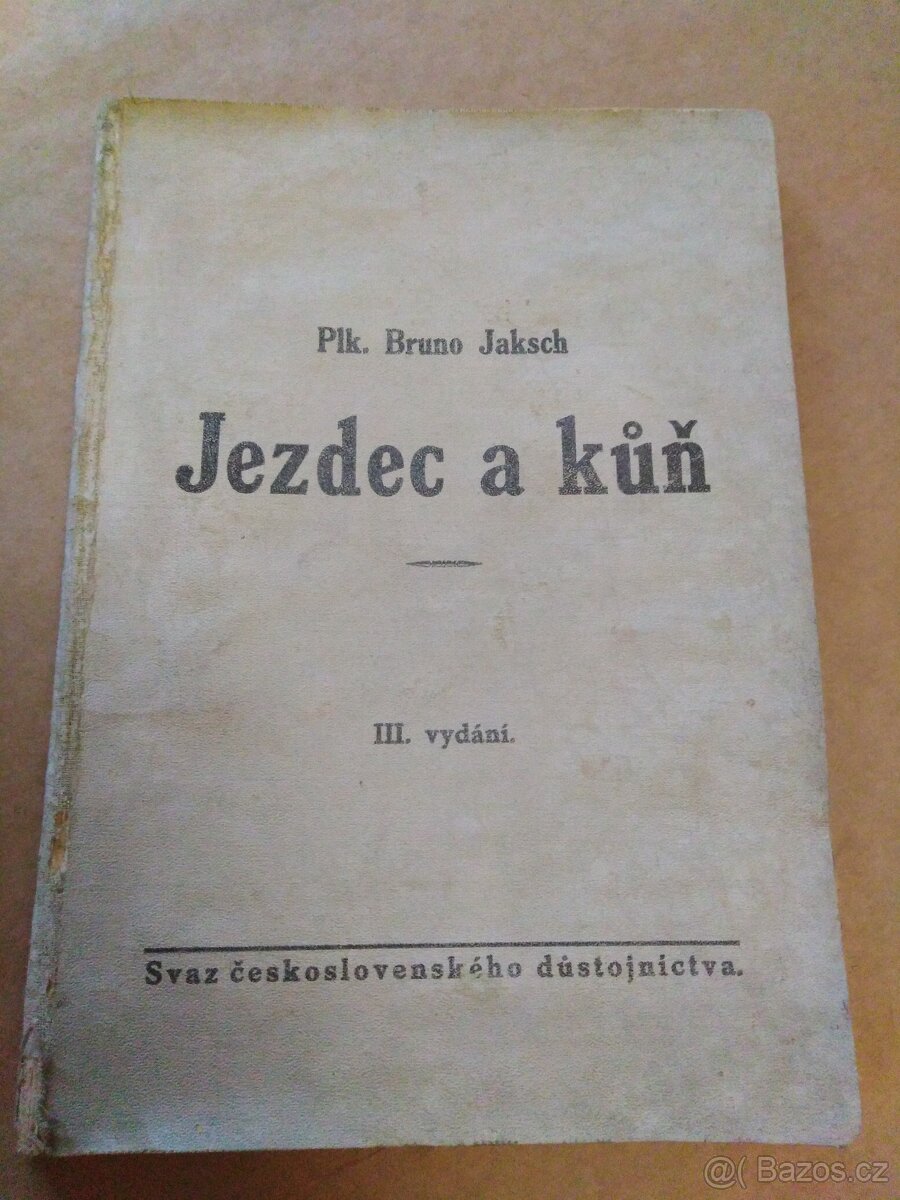 Plk. Bruno Jaksch
Jezdec a kůň
III. vydání.
Svaz československého důstojnictva.
@( Bazos.cz